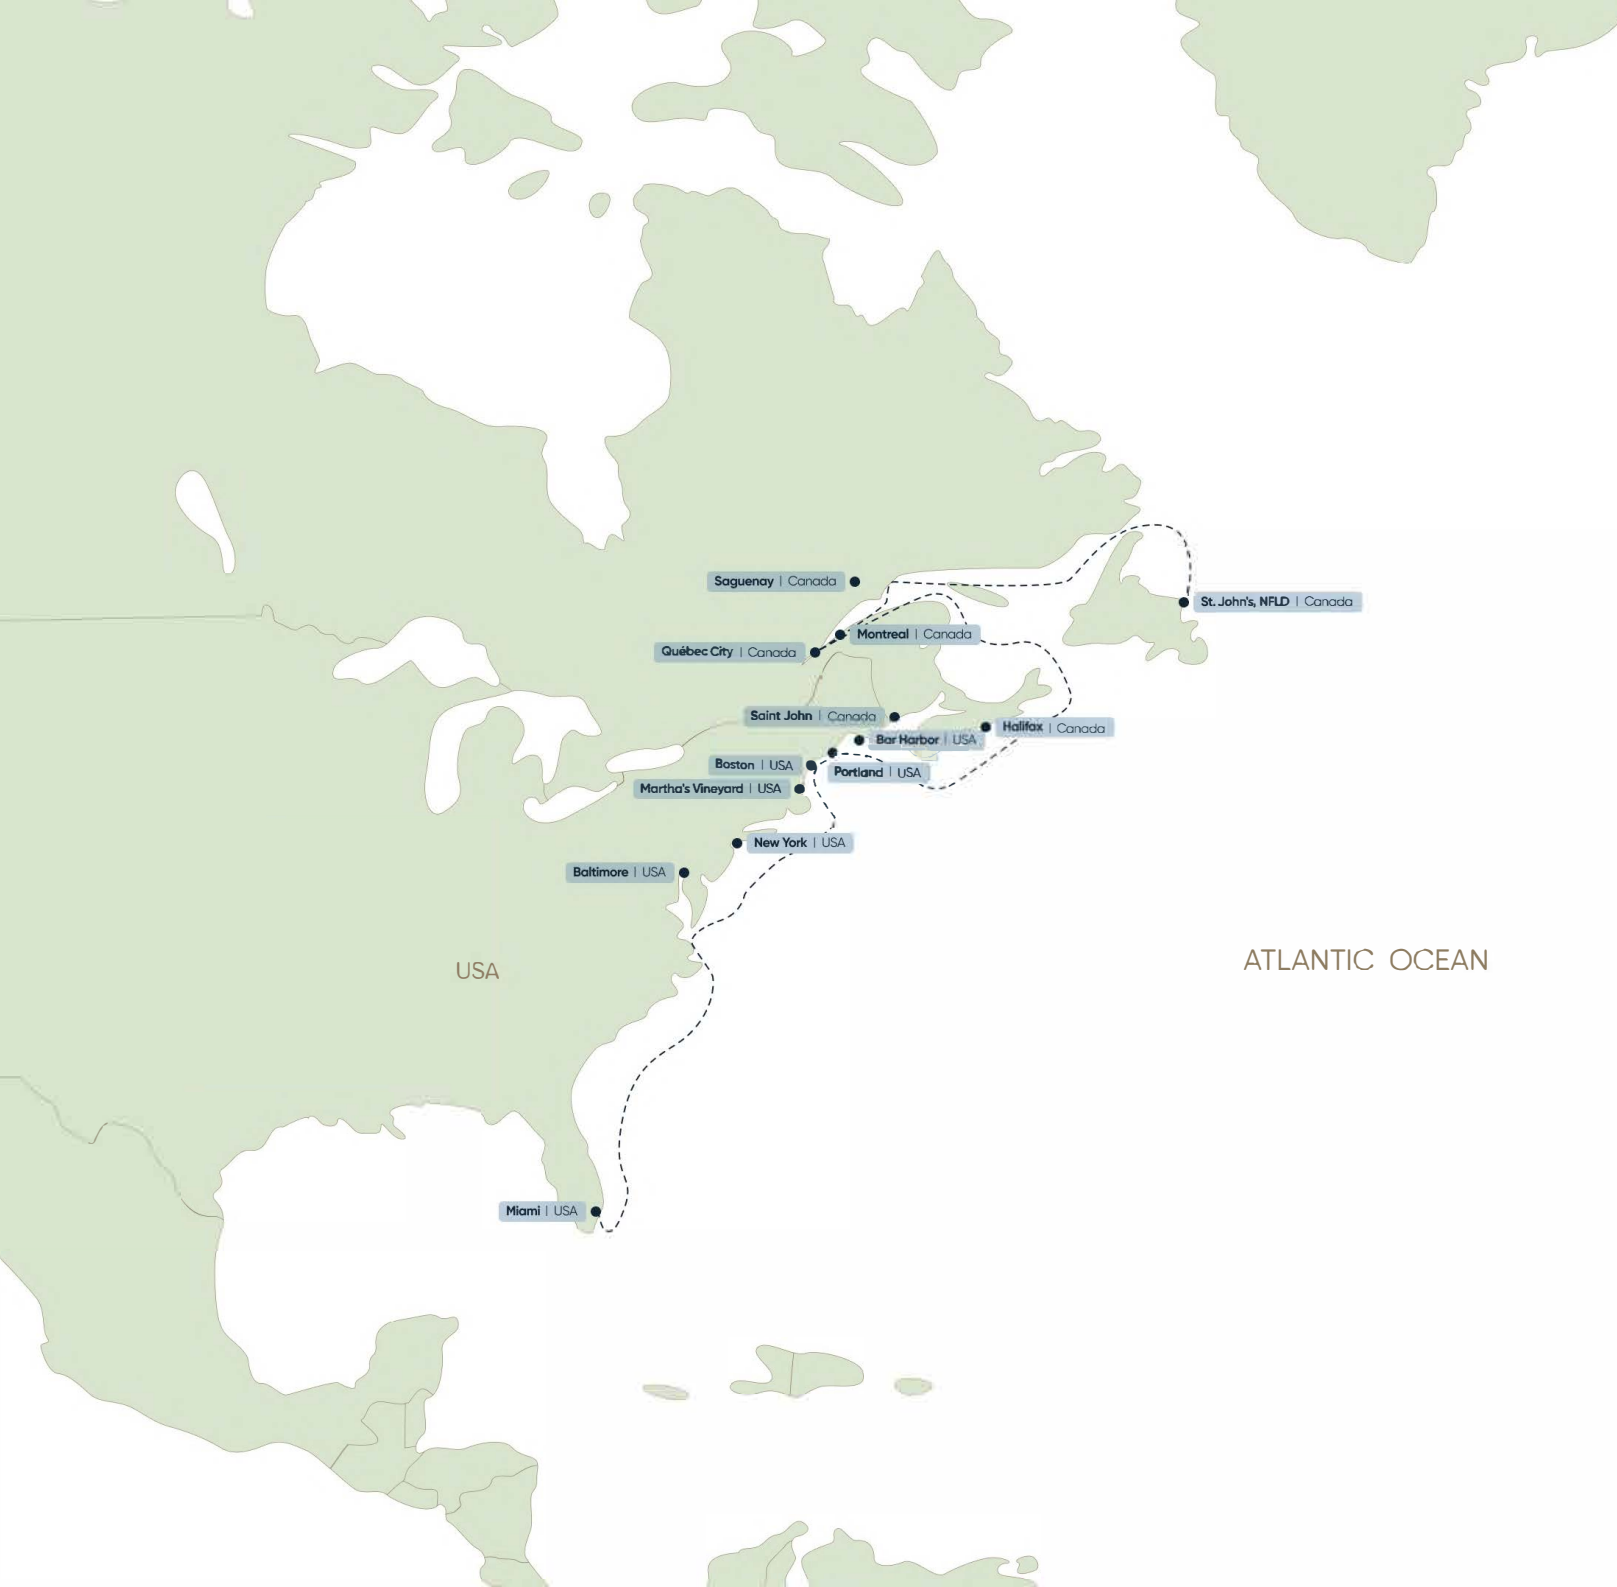 Saguenay | Canada
St. John's, NFLD | Canada
Montreal | Canada
Québec City | Canada
Saint John | Canada
Halifax | Canada
Bar Harbor | USA
Boston | USA
Portland | USA
Martha's Vineyard | USA
New York | USA
Baltimore | USA
USA
ATLANTIC OCEAN
Miami | USA